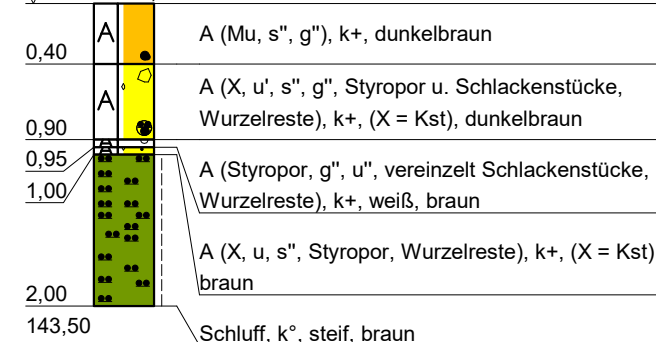 A
A (Mu, s", g"), k+, dunkelbraun
0,40
A
A (X, u', s", g", Styropor u. Schlackenstücke,
Wurzelreste), k+, (X = Kst), dunkelbraun
0,90
0,95
A (Styropor, g", u", vereinzelt Schlackenstücke,
Wurzelreste), k+, weiß, braun
1,00
A (X, u, s", Styropor, Wurzelreste), k+, (X = Kst)
braun
2,00
143,50
Schluff, k°, steif, braun